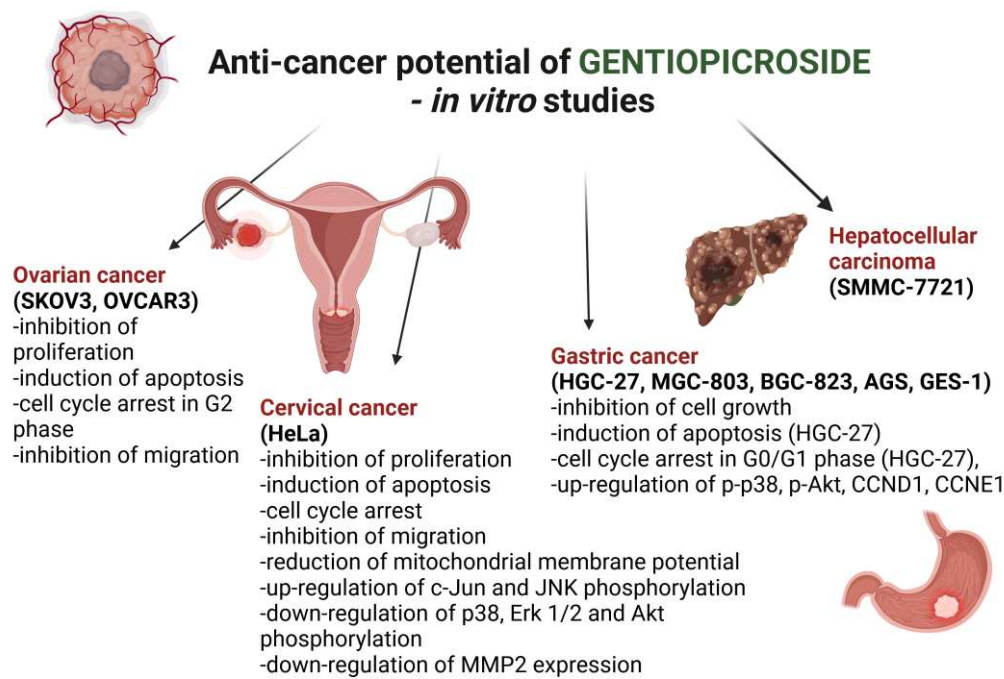 Anti-cancer potential of GENTIOPICROSIDE
- in vitro studies
Ovarian cancer
(SKOV3, OVCAR3)
-inhibition of
proliferation
-induction of apoptosis
-cell cycle arrest in G2
phase
-inhibition of migration
Cervical cancer
(HeLa)
-inhibition of proliferation
-induction of apoptosis
-cell cycle arrest
-inhibition of migration
-reduction of mitochondrial membrane potential
-up-regulation of c-Jun and JNK phosphorylation
-down-regulation of p38, Erk 1/2 and Akt
phosphorylation
-down-regulation of MMP2 expression
Gastric cancer
(HGC-27, MGC-803, BGC-823, AGS, GES-1)
-inhibition of cell growth
-induction of apoptosis (HGC-27)
-cell cycle arrest in G0/G1 phase (HGC-27),
-up-regulation of p-p38, p-Akt, CCND1, CCNE1
Hepatocellular
carcinoma
(SMMC-7721)